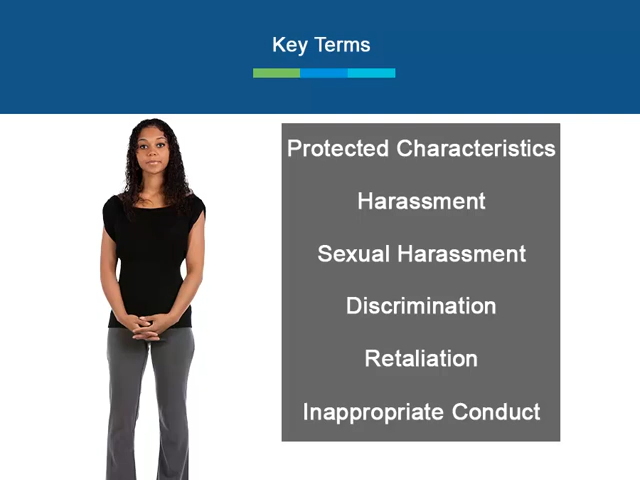 Key Terms
Protected Characteristics
Harassment
Sexual Harassment
Discrimination
Retaliation
Inappropriate Conduct